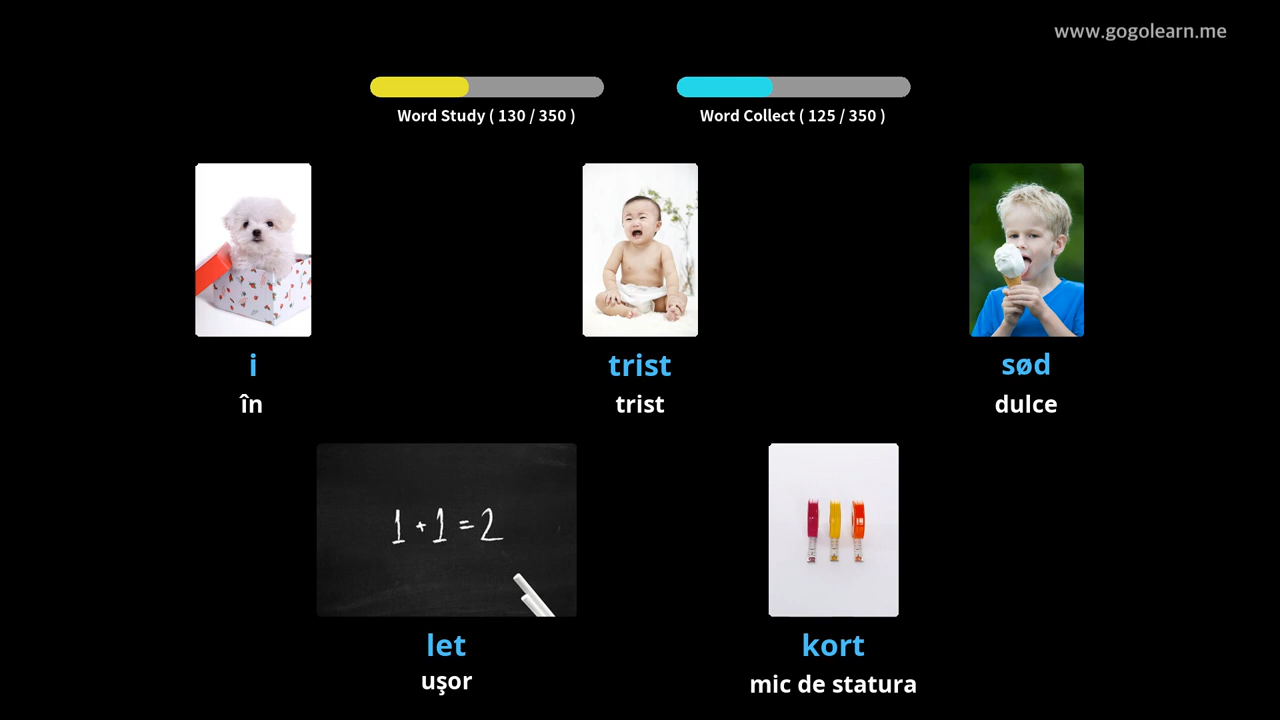 www.gogolearn.me
Word Study ( 130 / 350 )
Word Collect ( 125 / 350 )
i
în
trist
trist
sød
dulce
1 + 1 = 2
let
uşor
kort
mic de statura